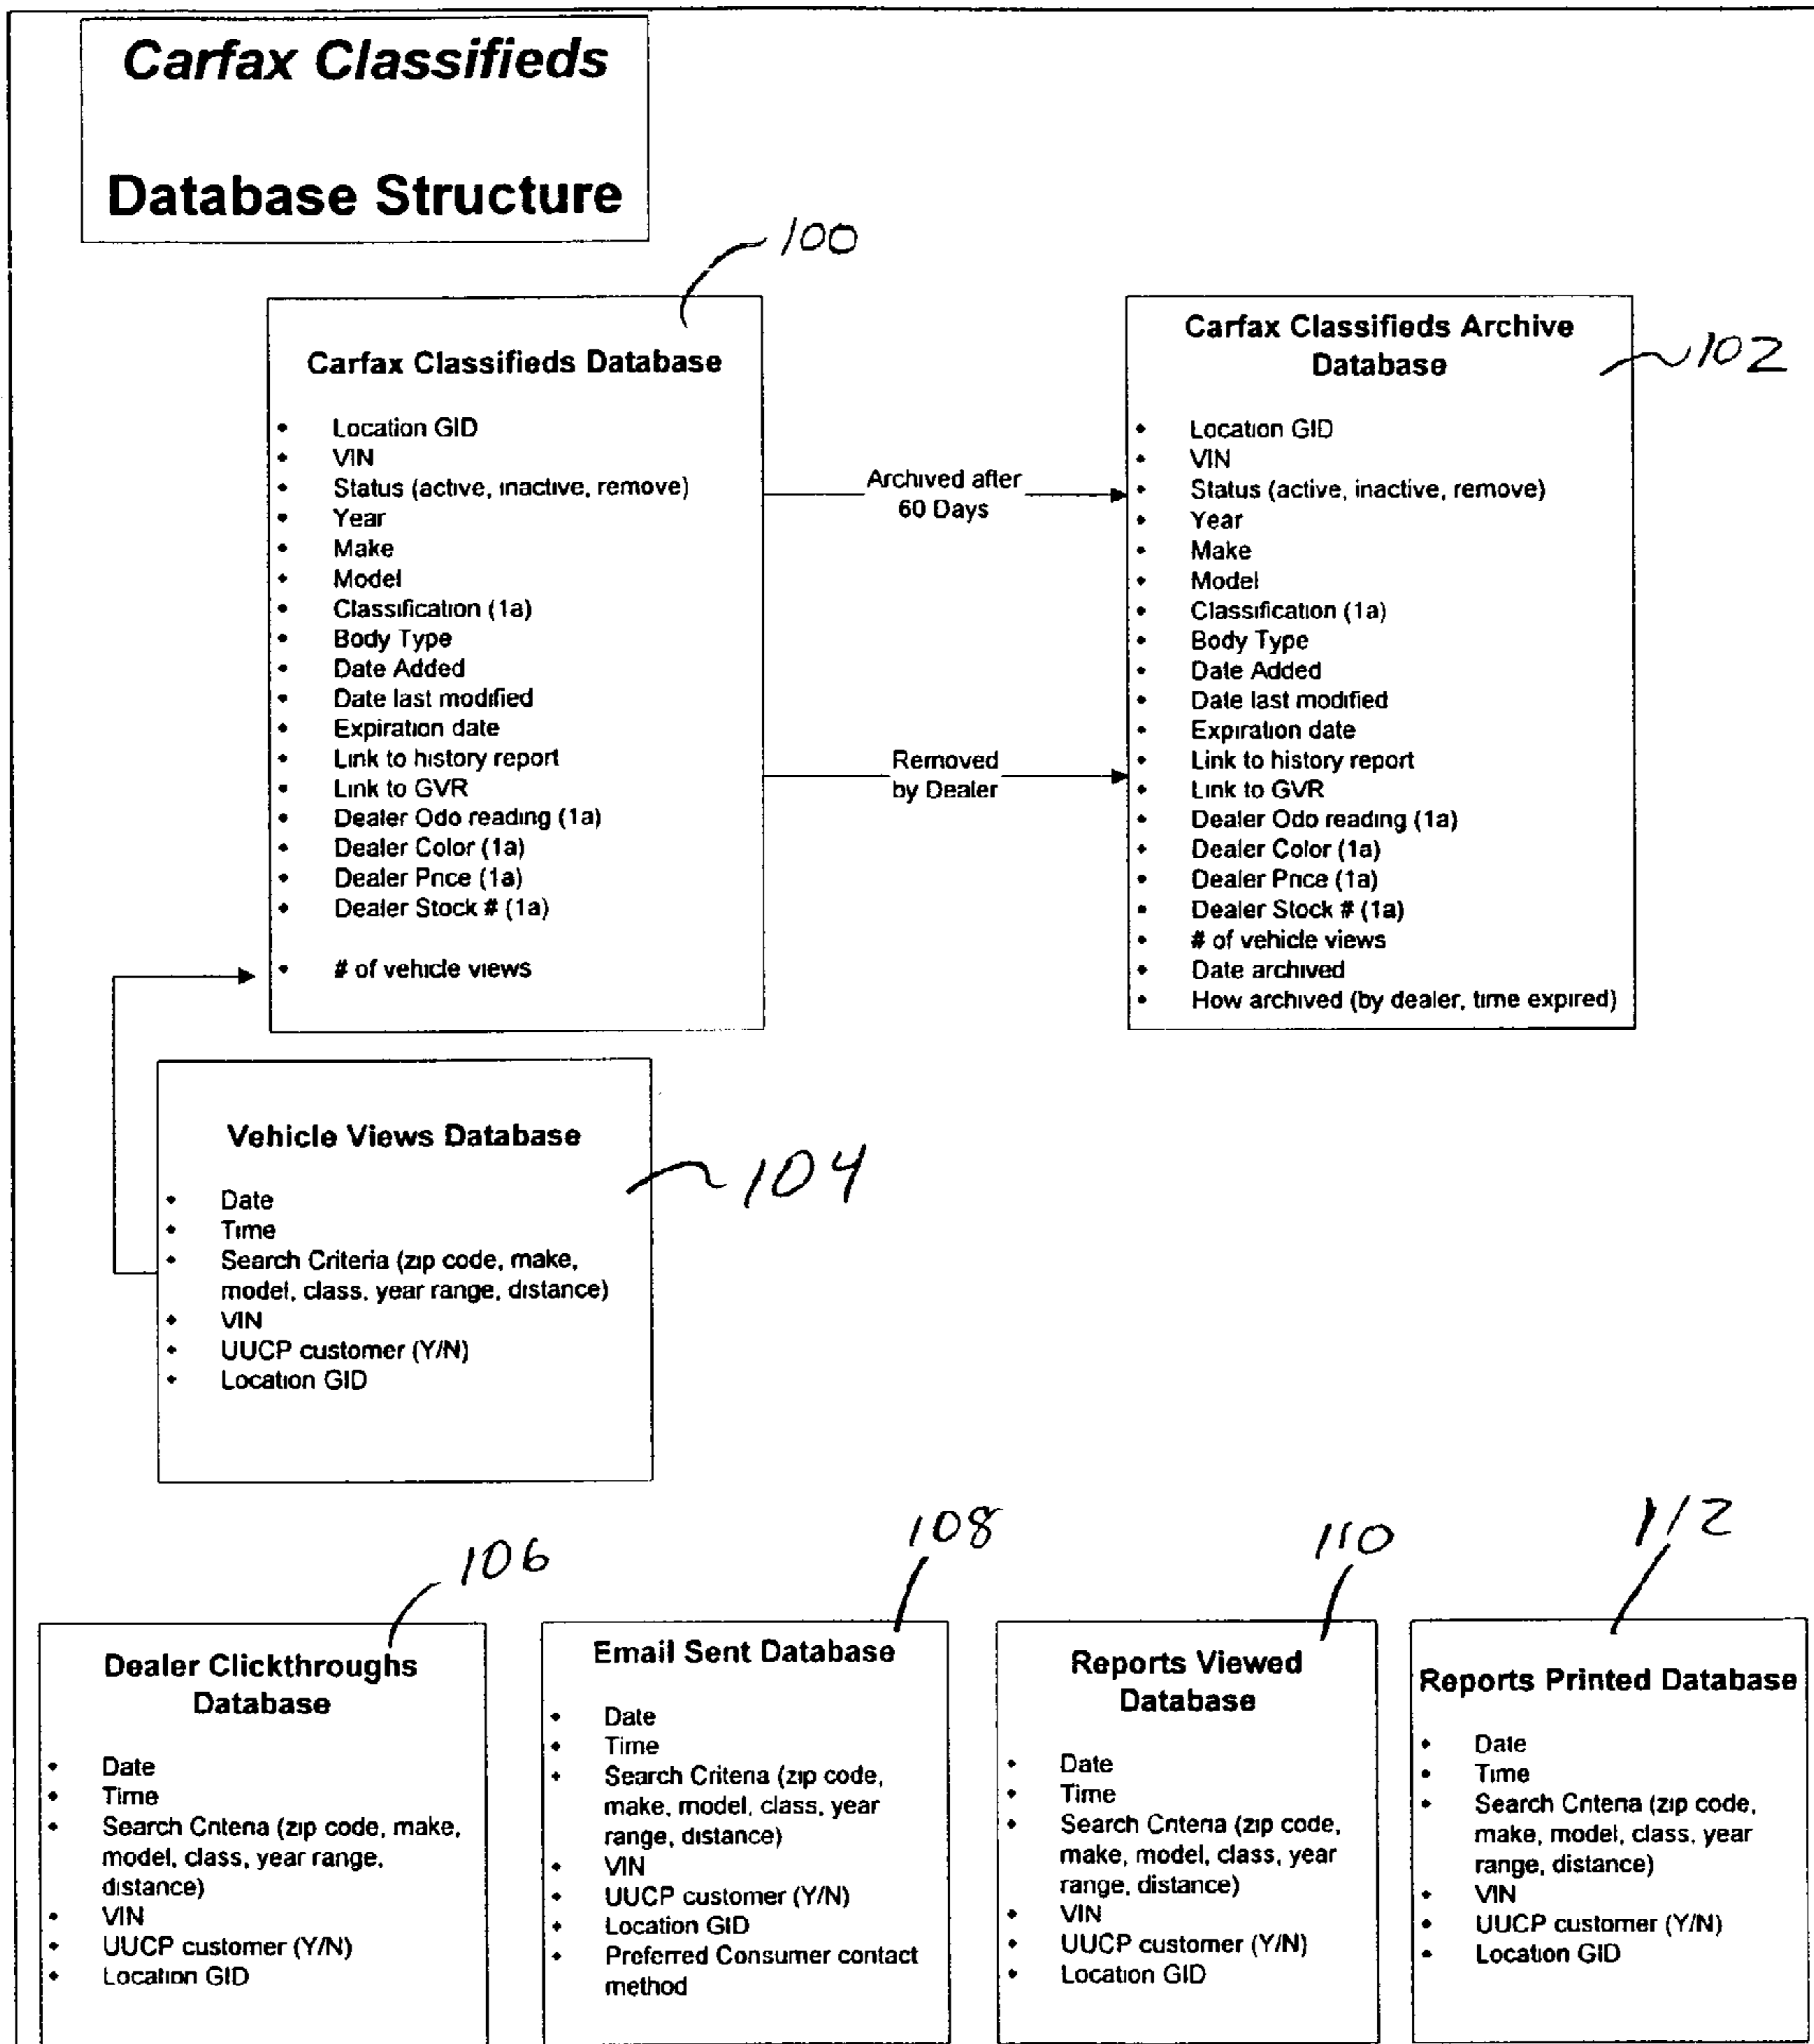 Carfax Classifieds
Database Structure
100
Carfax Classifieds Database
• Location GID
• VIN
• Status (active, inactive, remove)
• Year
• Make
• Model
• Classification (1a)
• Body Type
• Date Added
• Date last modified
• Expiration date
• Link to history report
• Link to GVR
• Dealer Odo reading (1a)
• Dealer Color (1a)
• Dealer Price (1a)
• Dealer Stock # (1a)
• # of vehicle views
Archived after
60 Days
Removed
by Dealer
102
Carfax Classifieds Archive
Database
• Location GID
• VIN
• Status (active, inactive, remove)
• Year
• Make
• Model
• Classification (1a)
• Body Type
• Date Added
• Date last modified
• Expiration date
• Link to history report
• Link to GVR
• Dealer Odo reading (1a)
• Dealer Color (1a)
• Dealer Price (1a)
• Dealer Stock # (1a)
• # of vehicle views
• Date archived
• How archived (by dealer, time expired)
104
Vehicle Views Database
• Date
• Time
• Search Criteria (zip code, make,
model, class, year range, distance)
• VIN
• UUCP customer (Y/N)
• Location GID
106
Dealer Clickthroughs
Database
• Date
• Time
• Search Criteria (zip code, make,
model, class, year range,
distance)
• VIN
• UUCP customer (Y/N)
• Location GID
108
Email Sent Database
• Date
• Time
• Search Criteria (zip code,
make, model, class, year
range, distance)
• VIN
• UUCP customer (Y/N)
• Location GID
• Preferred Consumer contact
method
110
Reports Viewed
Database
• Date
• Time
• Search Criteria (zip code,
make, model, class, year
range, distance)
• VIN
• UUCP customer (Y/N)
• Location GID
112
Reports Printed Database
• Date
• Time
• Search Criteria (zip code,
make, model, class, year
range, distance)
• VIN
• UUCP customer (Y/N)
• Location GID